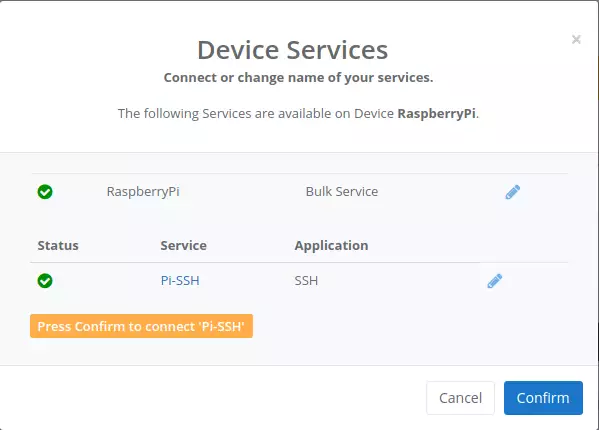 Device Services
×
Connect or change name of your services.
The following Services are available on Device RaspberryPi.
RaspberryPi Bulk Service
Status Service Application
Pi-SSH SSH
Press Confirm to connect 'Pi-SSH'
Cancel Confirm